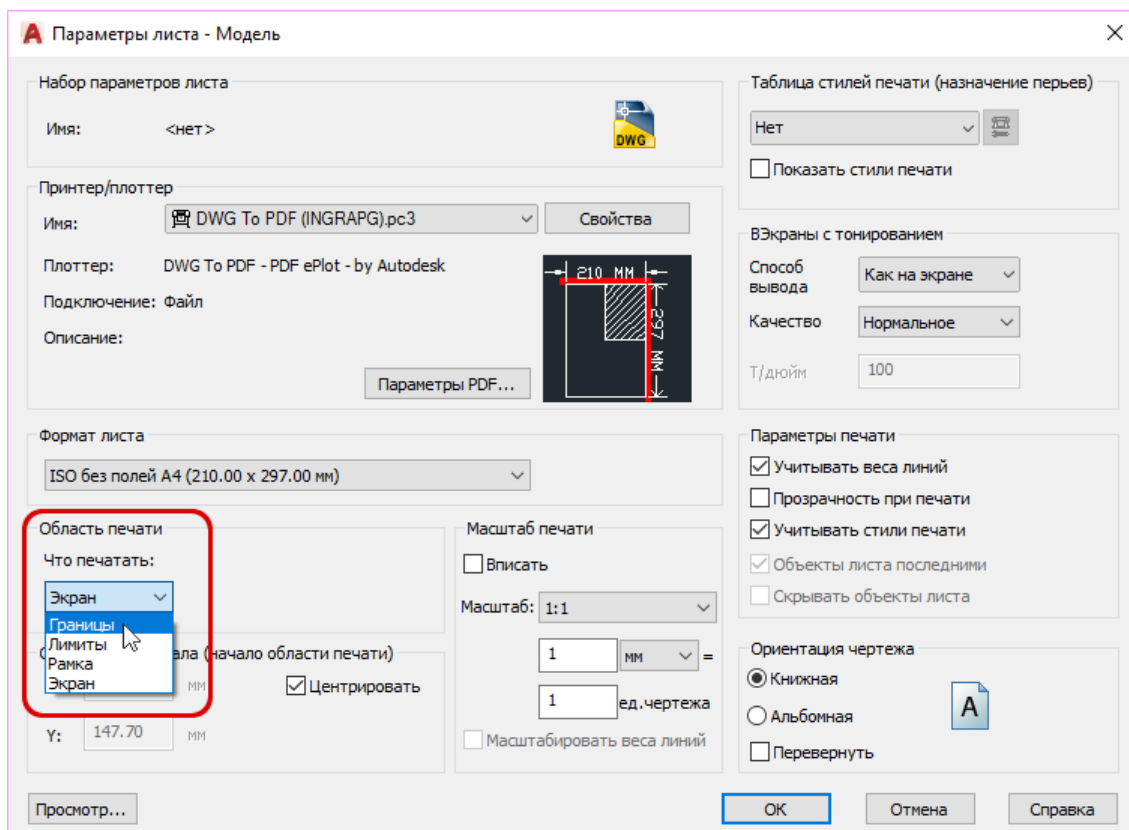 Параметры листа - Модель
Набор параметров листа
Имя: <нет>
DWG
Принтер/плоттер
Имя: DWG To PDF (INGRAPG).pc3 Свойства
Плоттер: DWG To PDF - PDF ePlot - by Autodesk
Подключение: Файл
Описание:
210 MM
297 MM
Параметры PDF...
Формат листа
ISO без полей A4 (210.00 x 297.00 мм)
Область печати
Что печатать:
Экран
Границы
Лимиты
Рамка
Экран
ала (начало области печати)
мм Центрировать
Y: 147.70 мм
Масштаб печати
Вписать
Масштаб: 1:1
1 мм =
1 ед.чертежа
Масштабировать веса линий
Таблица стилей печати (назначение перьев)
Нет
Показать стили печати
ВЭкраны с тонированием
Способ вывода Как на экране
Качество Нормальное
Т/дюйм 100
Параметры печати
Учитывать веса линий
Прозрачность при печати
Учитывать стили печати
Объекты листа последними
Скрывать объекты листа
Ориентация чертежа
Книжная
Альбомная
Перевернуть
A
Просмотр... ОК Отмена Справка